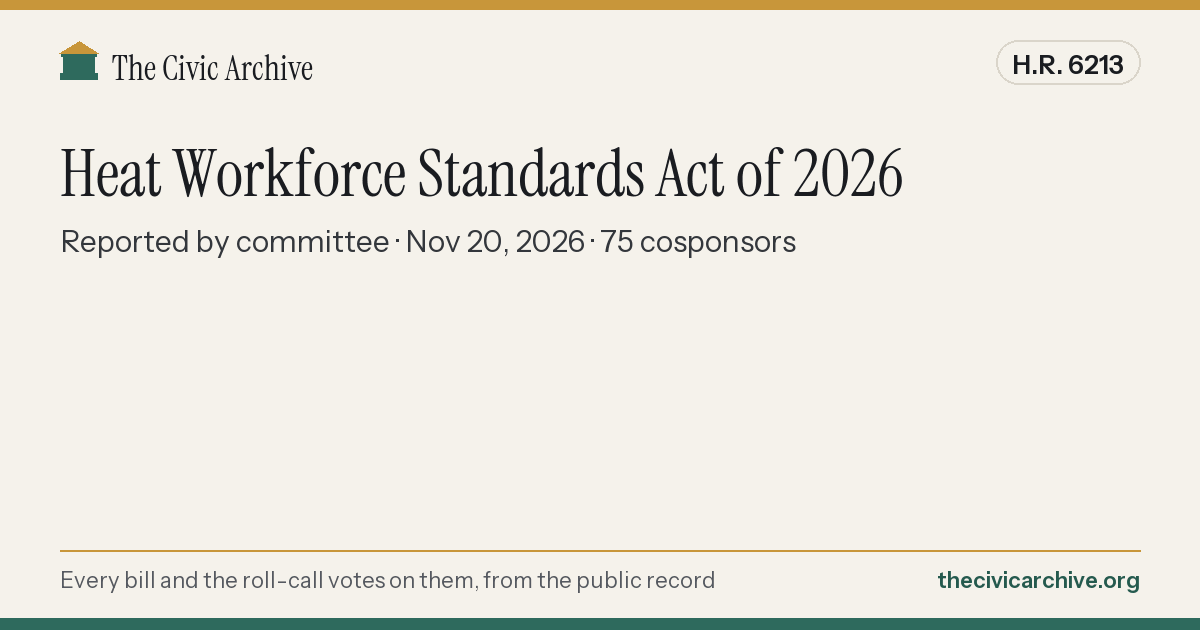 The Civic Archive
H.R. 6213
Heat Workforce Standards Act of 2026
Reported by committee · Nov 20, 2026 · 75 cosponsors
Every bill and the roll-call votes on them, from the public record
thecivicarchive.org